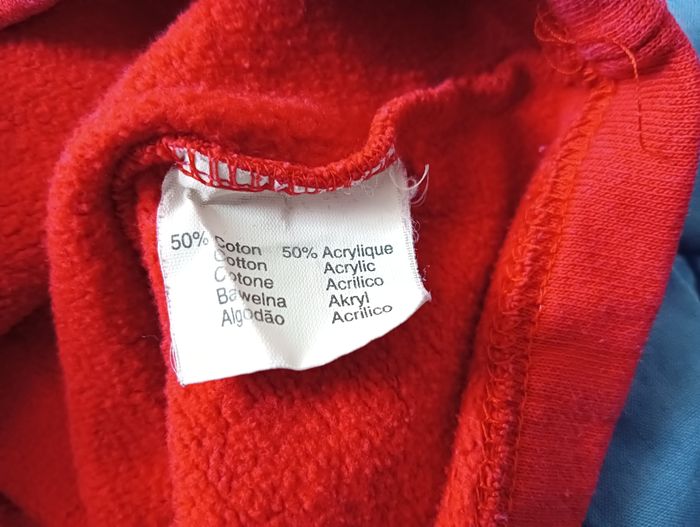 50% Coton 50% Acrylique
Cotton Acrylic
Cotone Acrilico
Bawelna Akryl
Algodão Acrilico